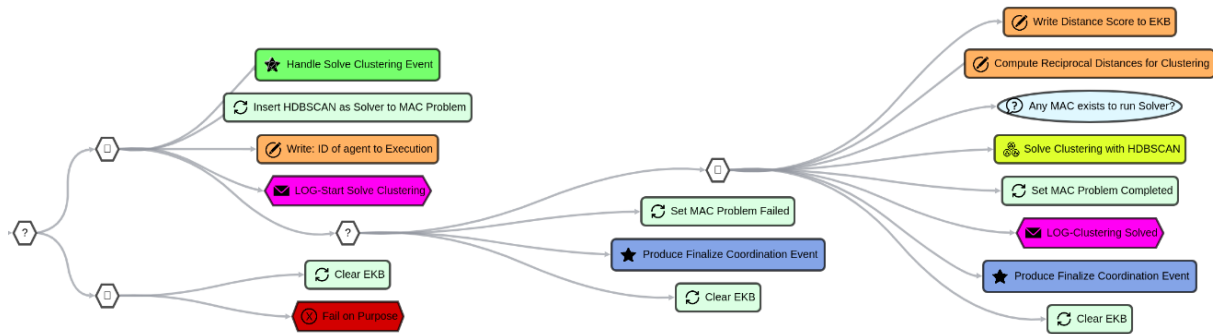 Write Distance Score to EKB
Handle Solve Clustering Event
Compute Reciprocal Distances for Clustering
Insert HDBSCAN as Solver to MAC Problem
? Any MAC exists to run Solver?
Write: ID of agent to Execution
Solve Clustering with HDBSCAN
LOG-Start Solve Clustering
Set MAC Problem Completed
Set MAC Problem Failed
?
?
LOG-Clustering Solved
Produce Finalize Coordination Event
Clear EKB
Produce Finalize Coordination Event
Clear EKB
X Fail on Purpose
Clear EKB